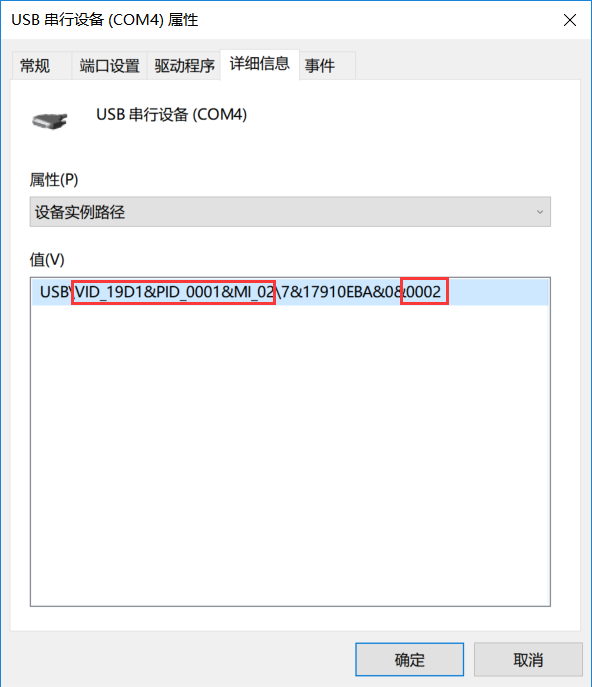 USB 串行设备 (COM4) 属性
常规 端口设置 驱动程序 详细信息 事件
USB 串行设备 (COM4)
属性(P)
设备实例路径
值(V)
USB\VID_19D1&PID_0001&MI_02\7&17910EBA&0&0002
确定 取消